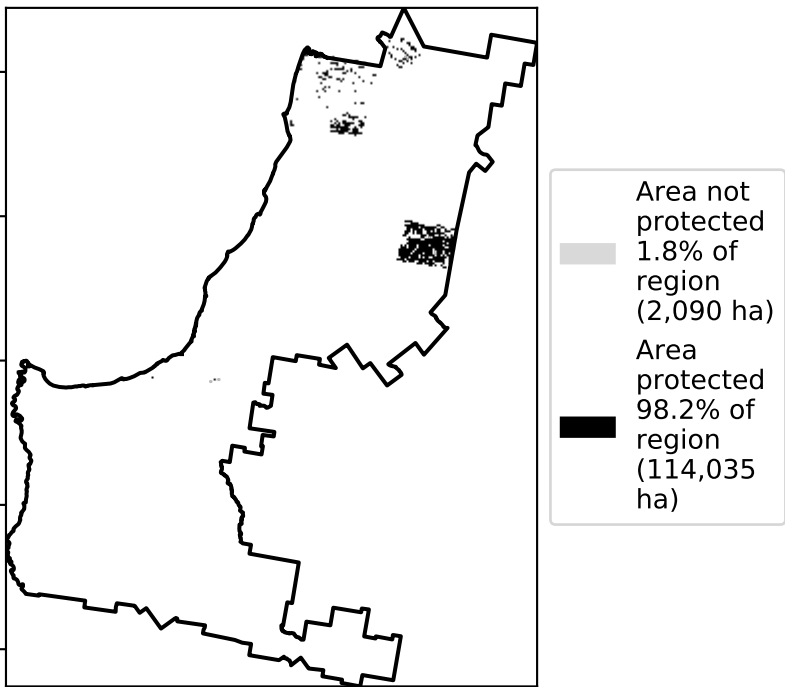 Area not
protected
1.8% of
region
(2,090 ha)
Area
protected
98.2% of
region
(114,035
ha)